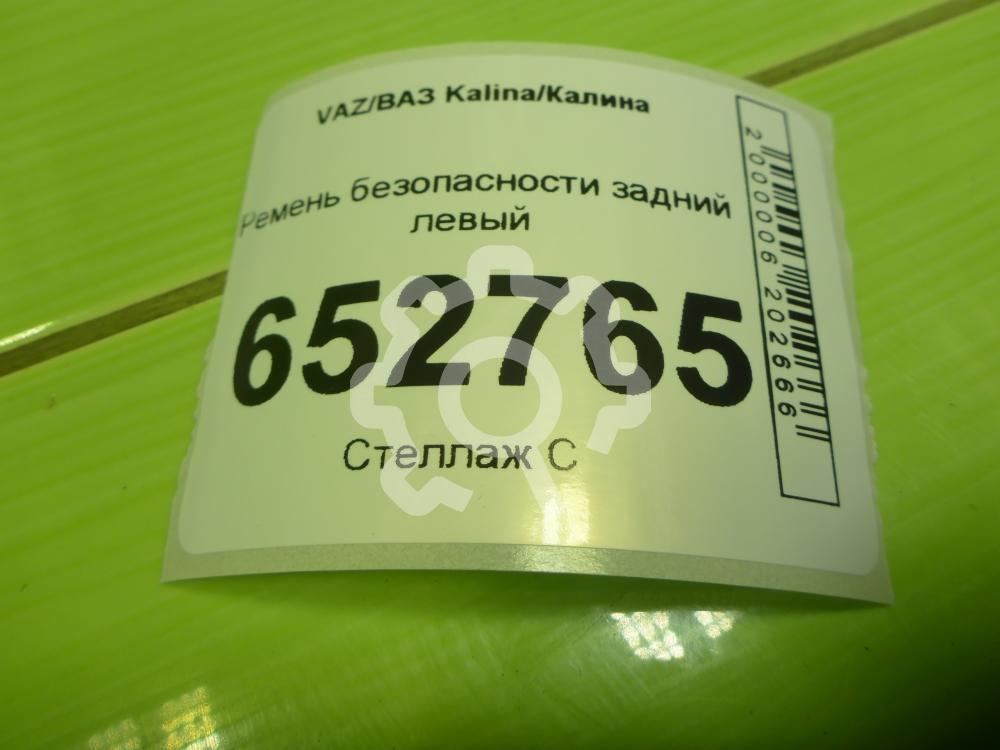 VAZ/ВАЗ Kalina/Калина
Ремень безопасности задний
левый
652765
Стеллаж С
2000006202666